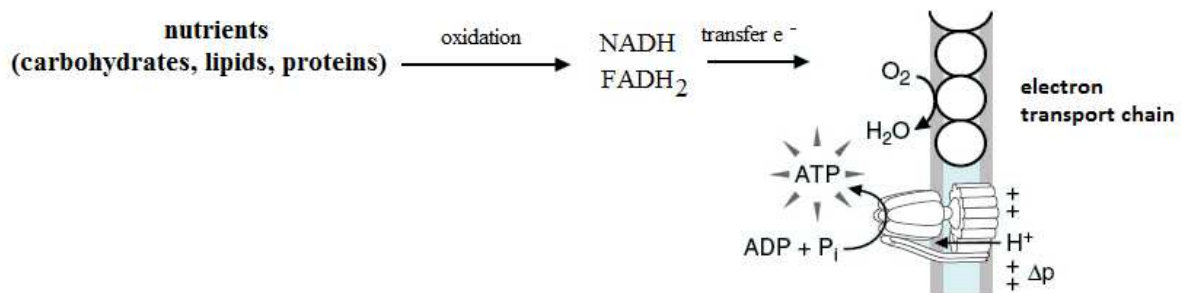 nutrients
(carbohydrates, lipids, proteins)
oxidation
NADH
FADH₂
transfer e⁻
O₂
H₂O
electron
transport chain
ATP
ADP + Pᵢ
+
+
H⁺
+
+ Δp
+